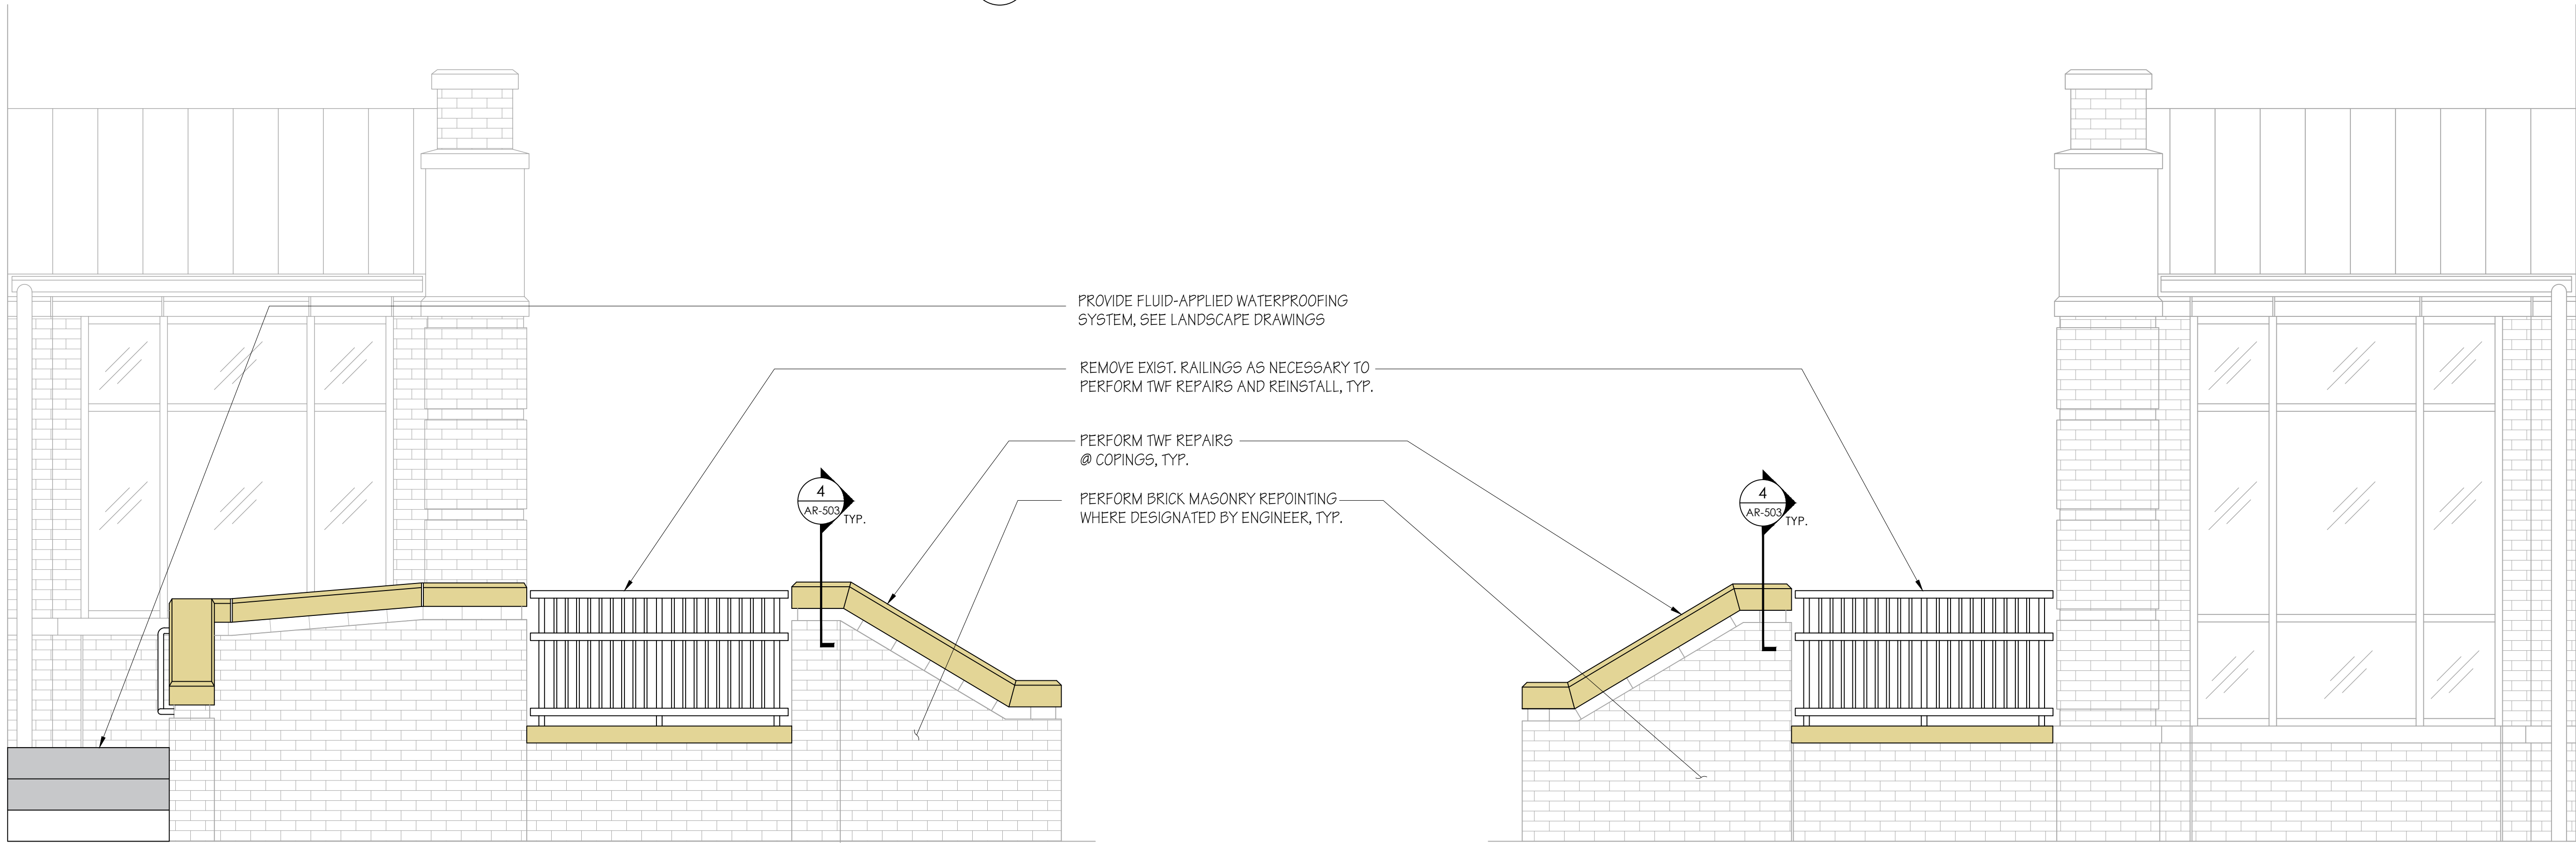 PROVIDE FLUID-APPLIED WATERPROOFING
SYSTEM, SEE LANDSCAPE DRAWINGS
REMOVE EXIST. RAILINGS AS NECESSARY TO
PERFORM TWF REPAIRS AND REINSTALL, TYP.
PERFORM TWF REPAIRS
@ COPINGS, TYP.
PERFORM BRICK MASONRY REPOINTING
WHERE DESIGNATED BY ENGINEER, TYP.
4
AR-503
TYP.
4
AR-503
TYP.